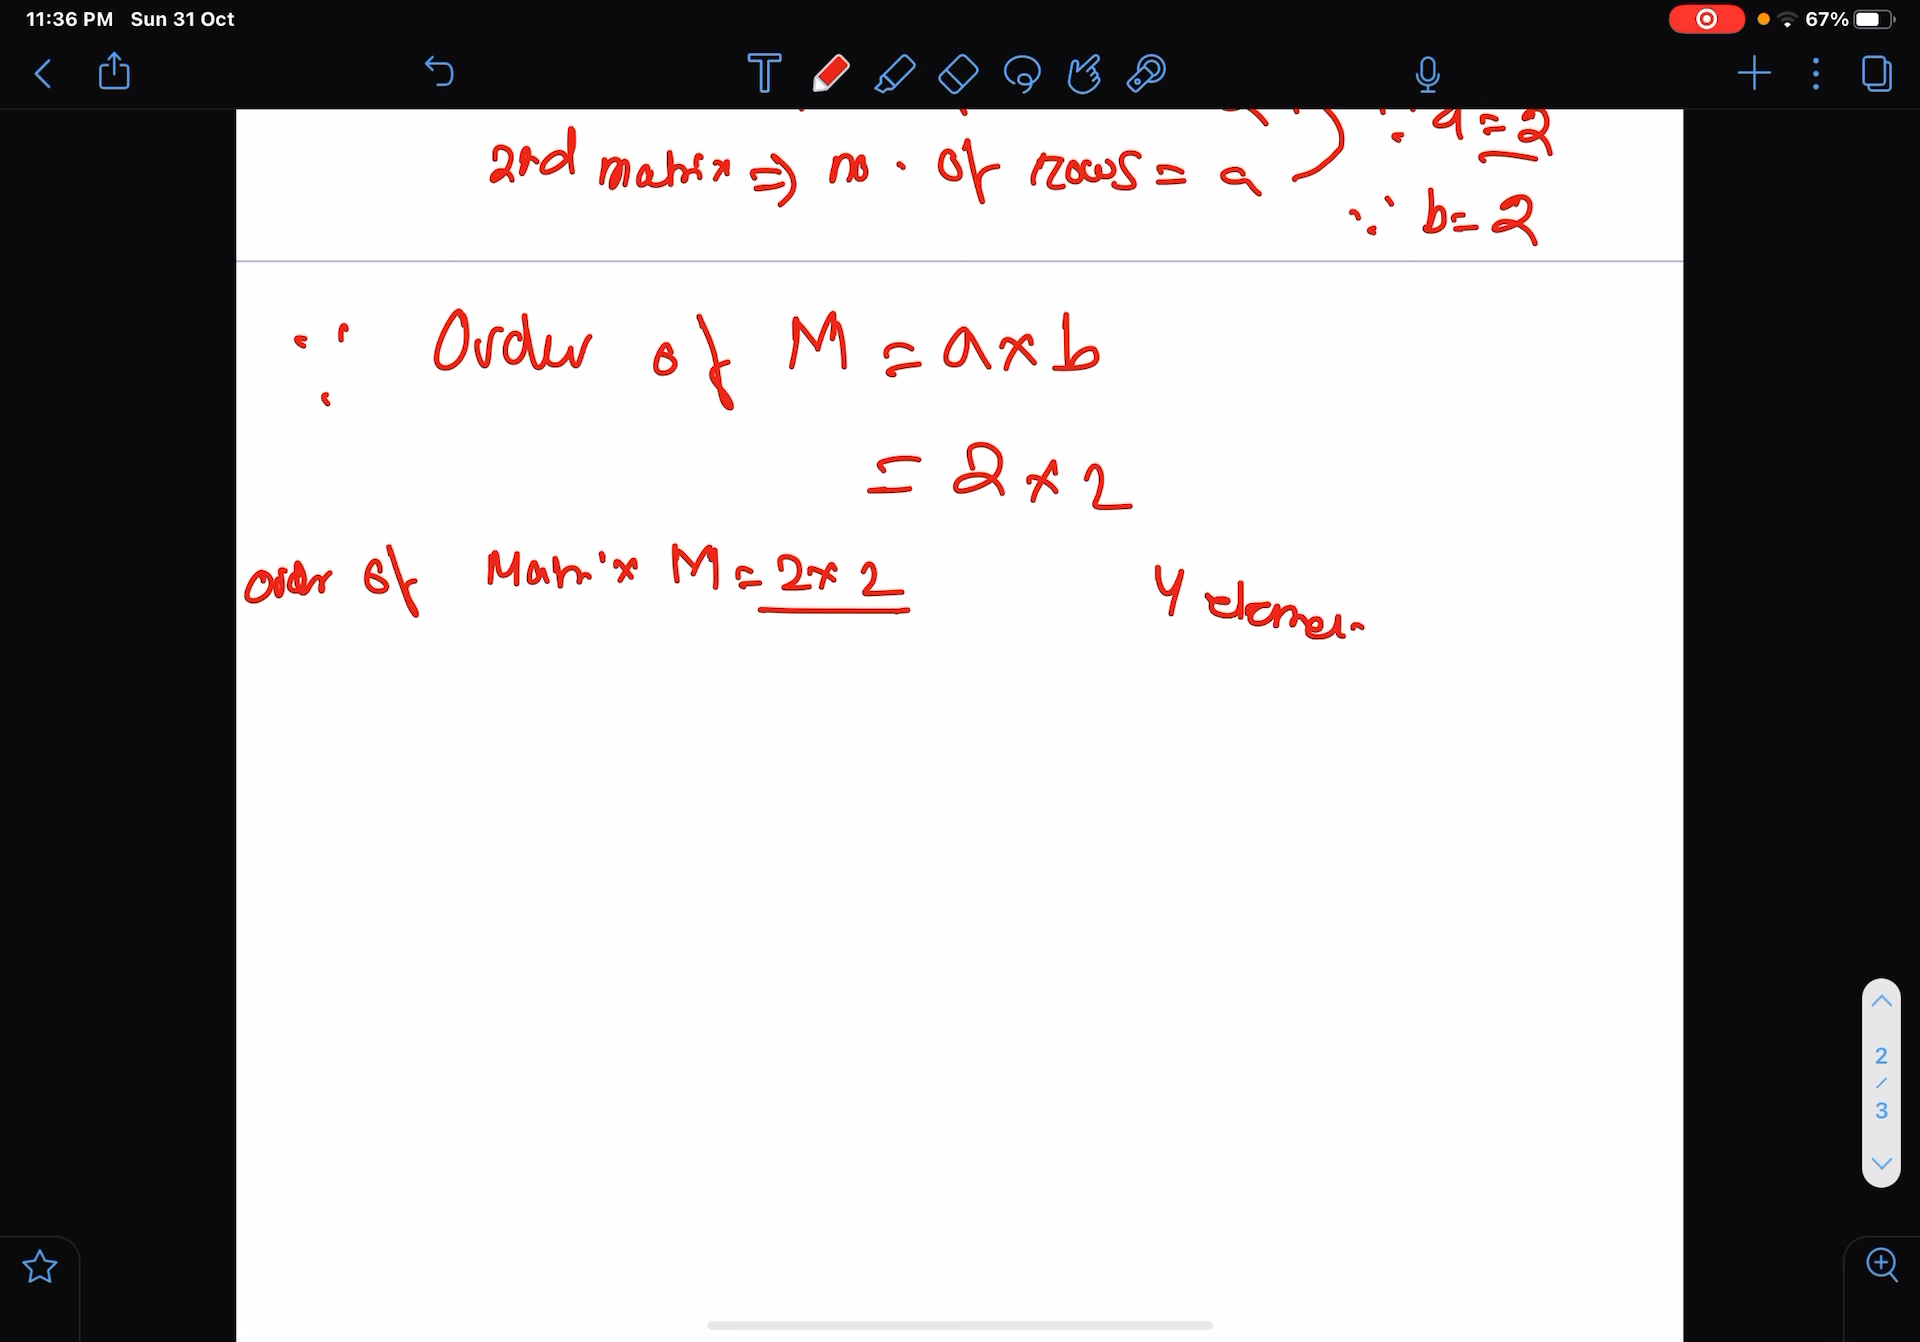 11:36 PM Sun 31 Oct
67%
T
∵ a = 2
2nd matrix ⇒ no. of rows = a
∵ b = 2
∵ Order of M = a × b
= 2 × 2
order of Matrix M = 2 × 2
4 elemen
2
/
3